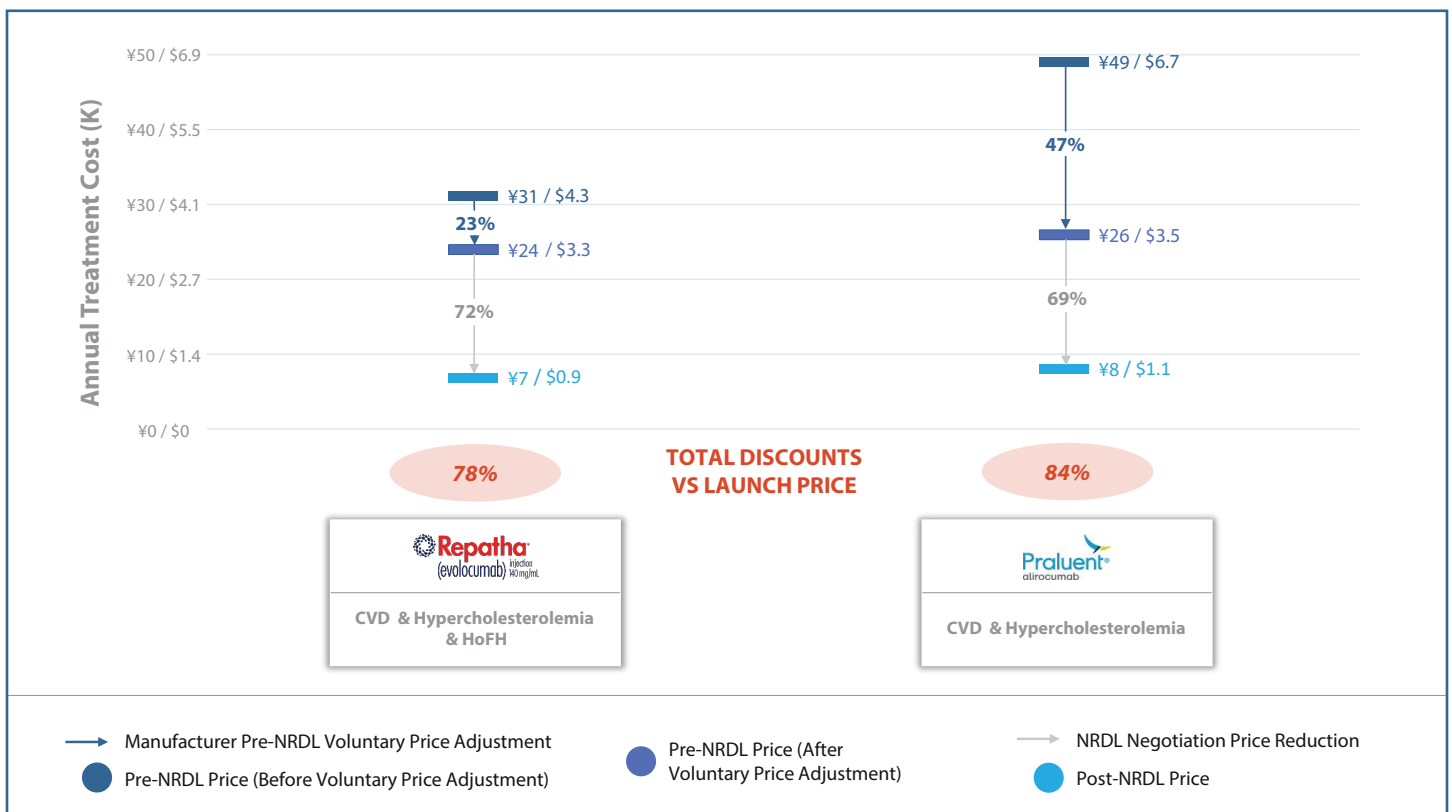 Annual Treatment Cost (K)
¥50 / $6.9
¥40 / $5.5
¥30 / $4.1
¥20 / $2.7
¥10 / $1.4
¥0 / $0
¥31 / $4.3
23%
¥24 / $3.3
72%
¥7 / $0.9
¥49 / $6.7
47%
¥26 / $3.5
69%
¥8 / $1.1
78%
TOTAL DISCOUNTS
VS LAUNCH PRICE
84%
Repatha
(evolocumab) injection 140 mg/mL
CVD & Hypercholesterolemia
& HoFH
Praluent®
alirocumab
CVD & Hypercholesterolemia
Manufacturer Pre-NRDL Voluntary Price Adjustment
Pre-NRDL Price (Before Voluntary Price Adjustment)
Pre-NRDL Price (After
Voluntary Price Adjustment)
NRDL Negotiation Price Reduction
Post-NRDL Price